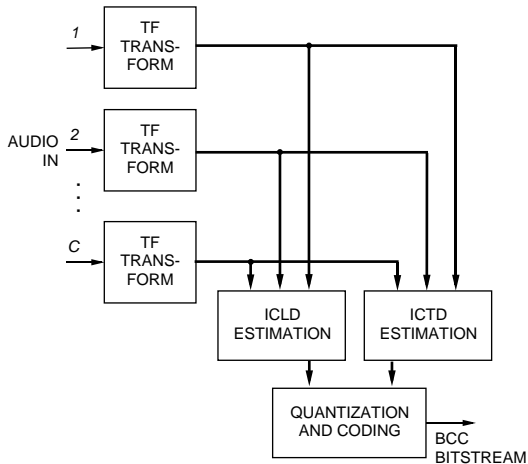 1
TF
TRANS-
FORM
AUDIO
IN
2
TF
TRANS-
FORM
C
TF
TRANS-
FORM
ICLD
ESTIMATION
ICTD
ESTIMATION
QUANTIZATION
AND CODING
BCC
BITSTREAM